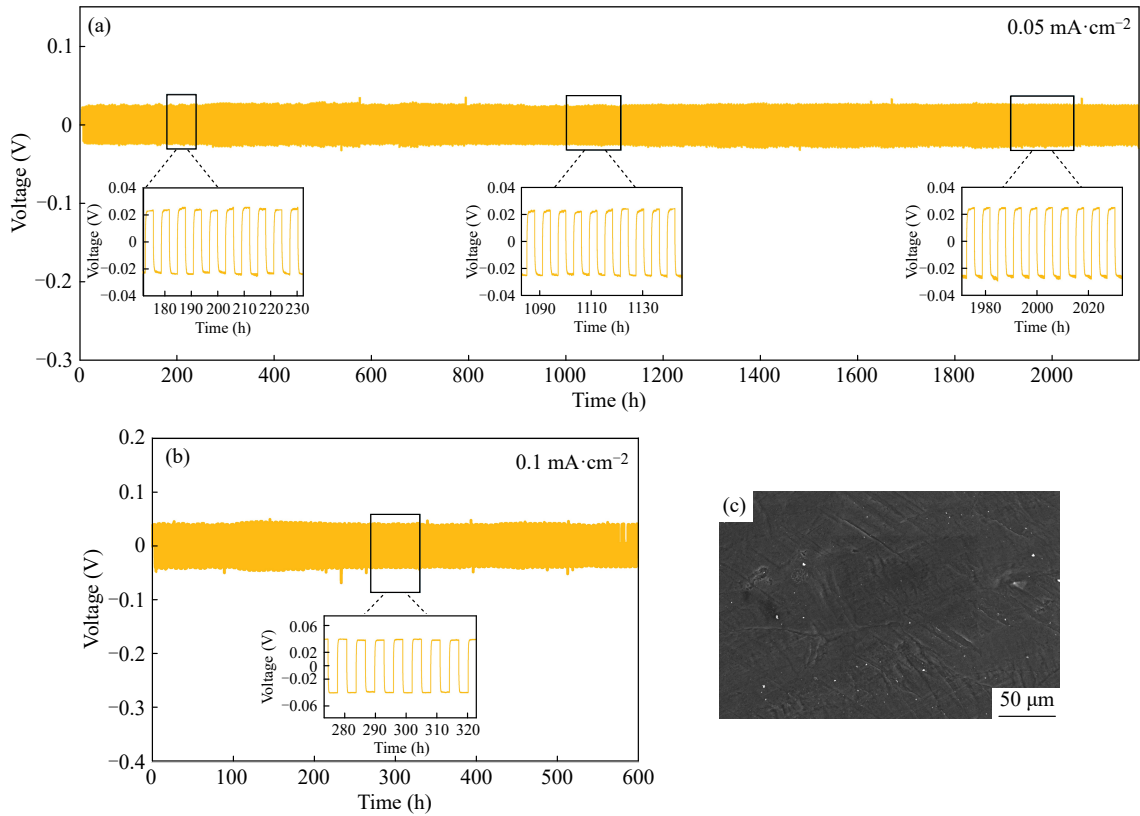 (a)
0.05 mA·cm−2
0.1
0
−0.1
−0.2
−0.3
Voltage (V)
0.04
0.02
0
−0.02
−0.04
Voltage (V)
180 190 200 210 220 230
Time (h)
0.04
0.02
0
−0.02
−0.04
Voltage (V)
1090 1110 1130
Time (h)
0.04
0.02
0
−0.02
−0.04
Voltage (V)
1980 2000 2020
Time (h)
0 200 400 600 800 1000 1200 1400 1600 1800 2000
Time (h)
(b)
0.1 mA·cm−2
0.2
0.1
0
−0.1
−0.2
−0.3
−0.4
Voltage (V)
0.06
0.02
0
−0.02
−0.06
Voltage (V)
280 290 300 310 320
Time (h)
0 100 200 300 400 500 600
Time (h)
(c)
50 μm